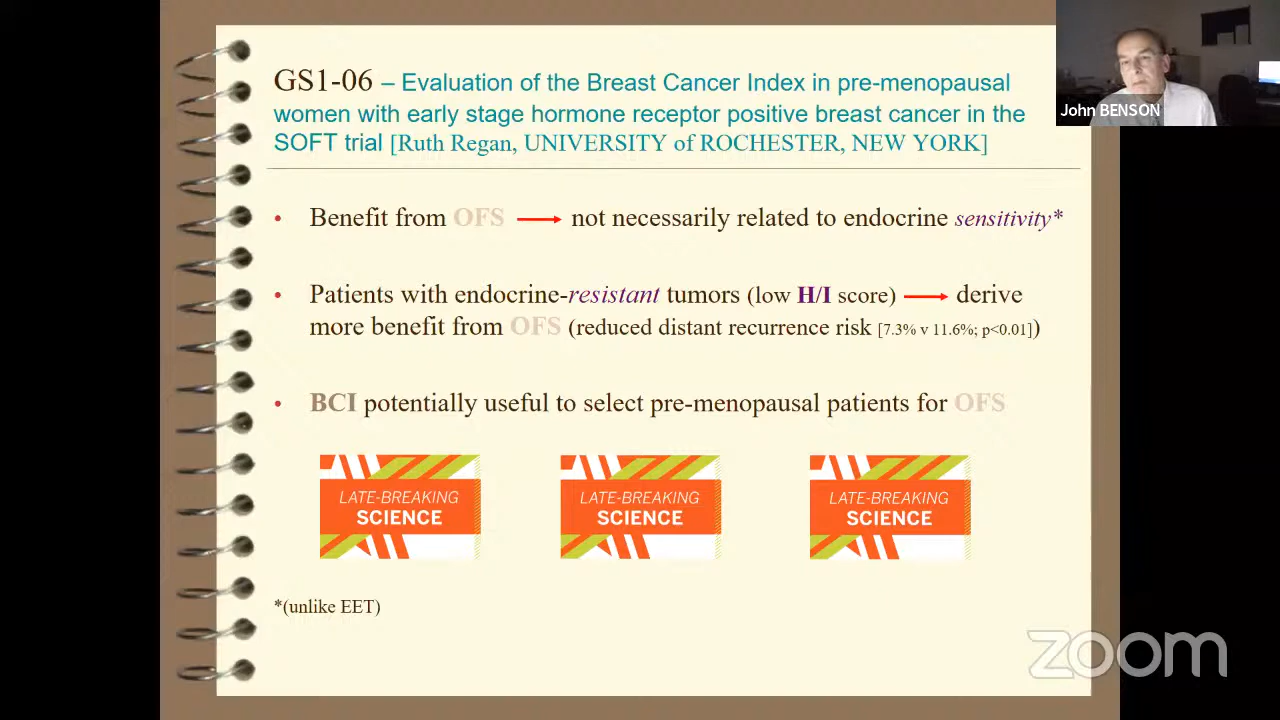 GS1-06 – Evaluation of the Breast Cancer Index in pre-menopausal
women with early stage hormone receptor positive breast cancer in the
SOFT trial [Ruth Regan, UNIVERSITY of ROCHESTER, NEW YORK]
John BENSON
• Benefit from OFS → not necessarily related to endocrine sensitivity*
• Patients with endocrine-resistant tumors (low H/I score) → derive
more benefit from OFS (reduced distant recurrence risk [7.3% v 11.6%; p<0.01])
• BCI potentially useful to select pre-menopausal patients for OFS
LATE-BREAKING
SCIENCE
LATE-BREAKING
SCIENCE
LATE-BREAKING
SCIENCE
*(unlike EET)
zoom